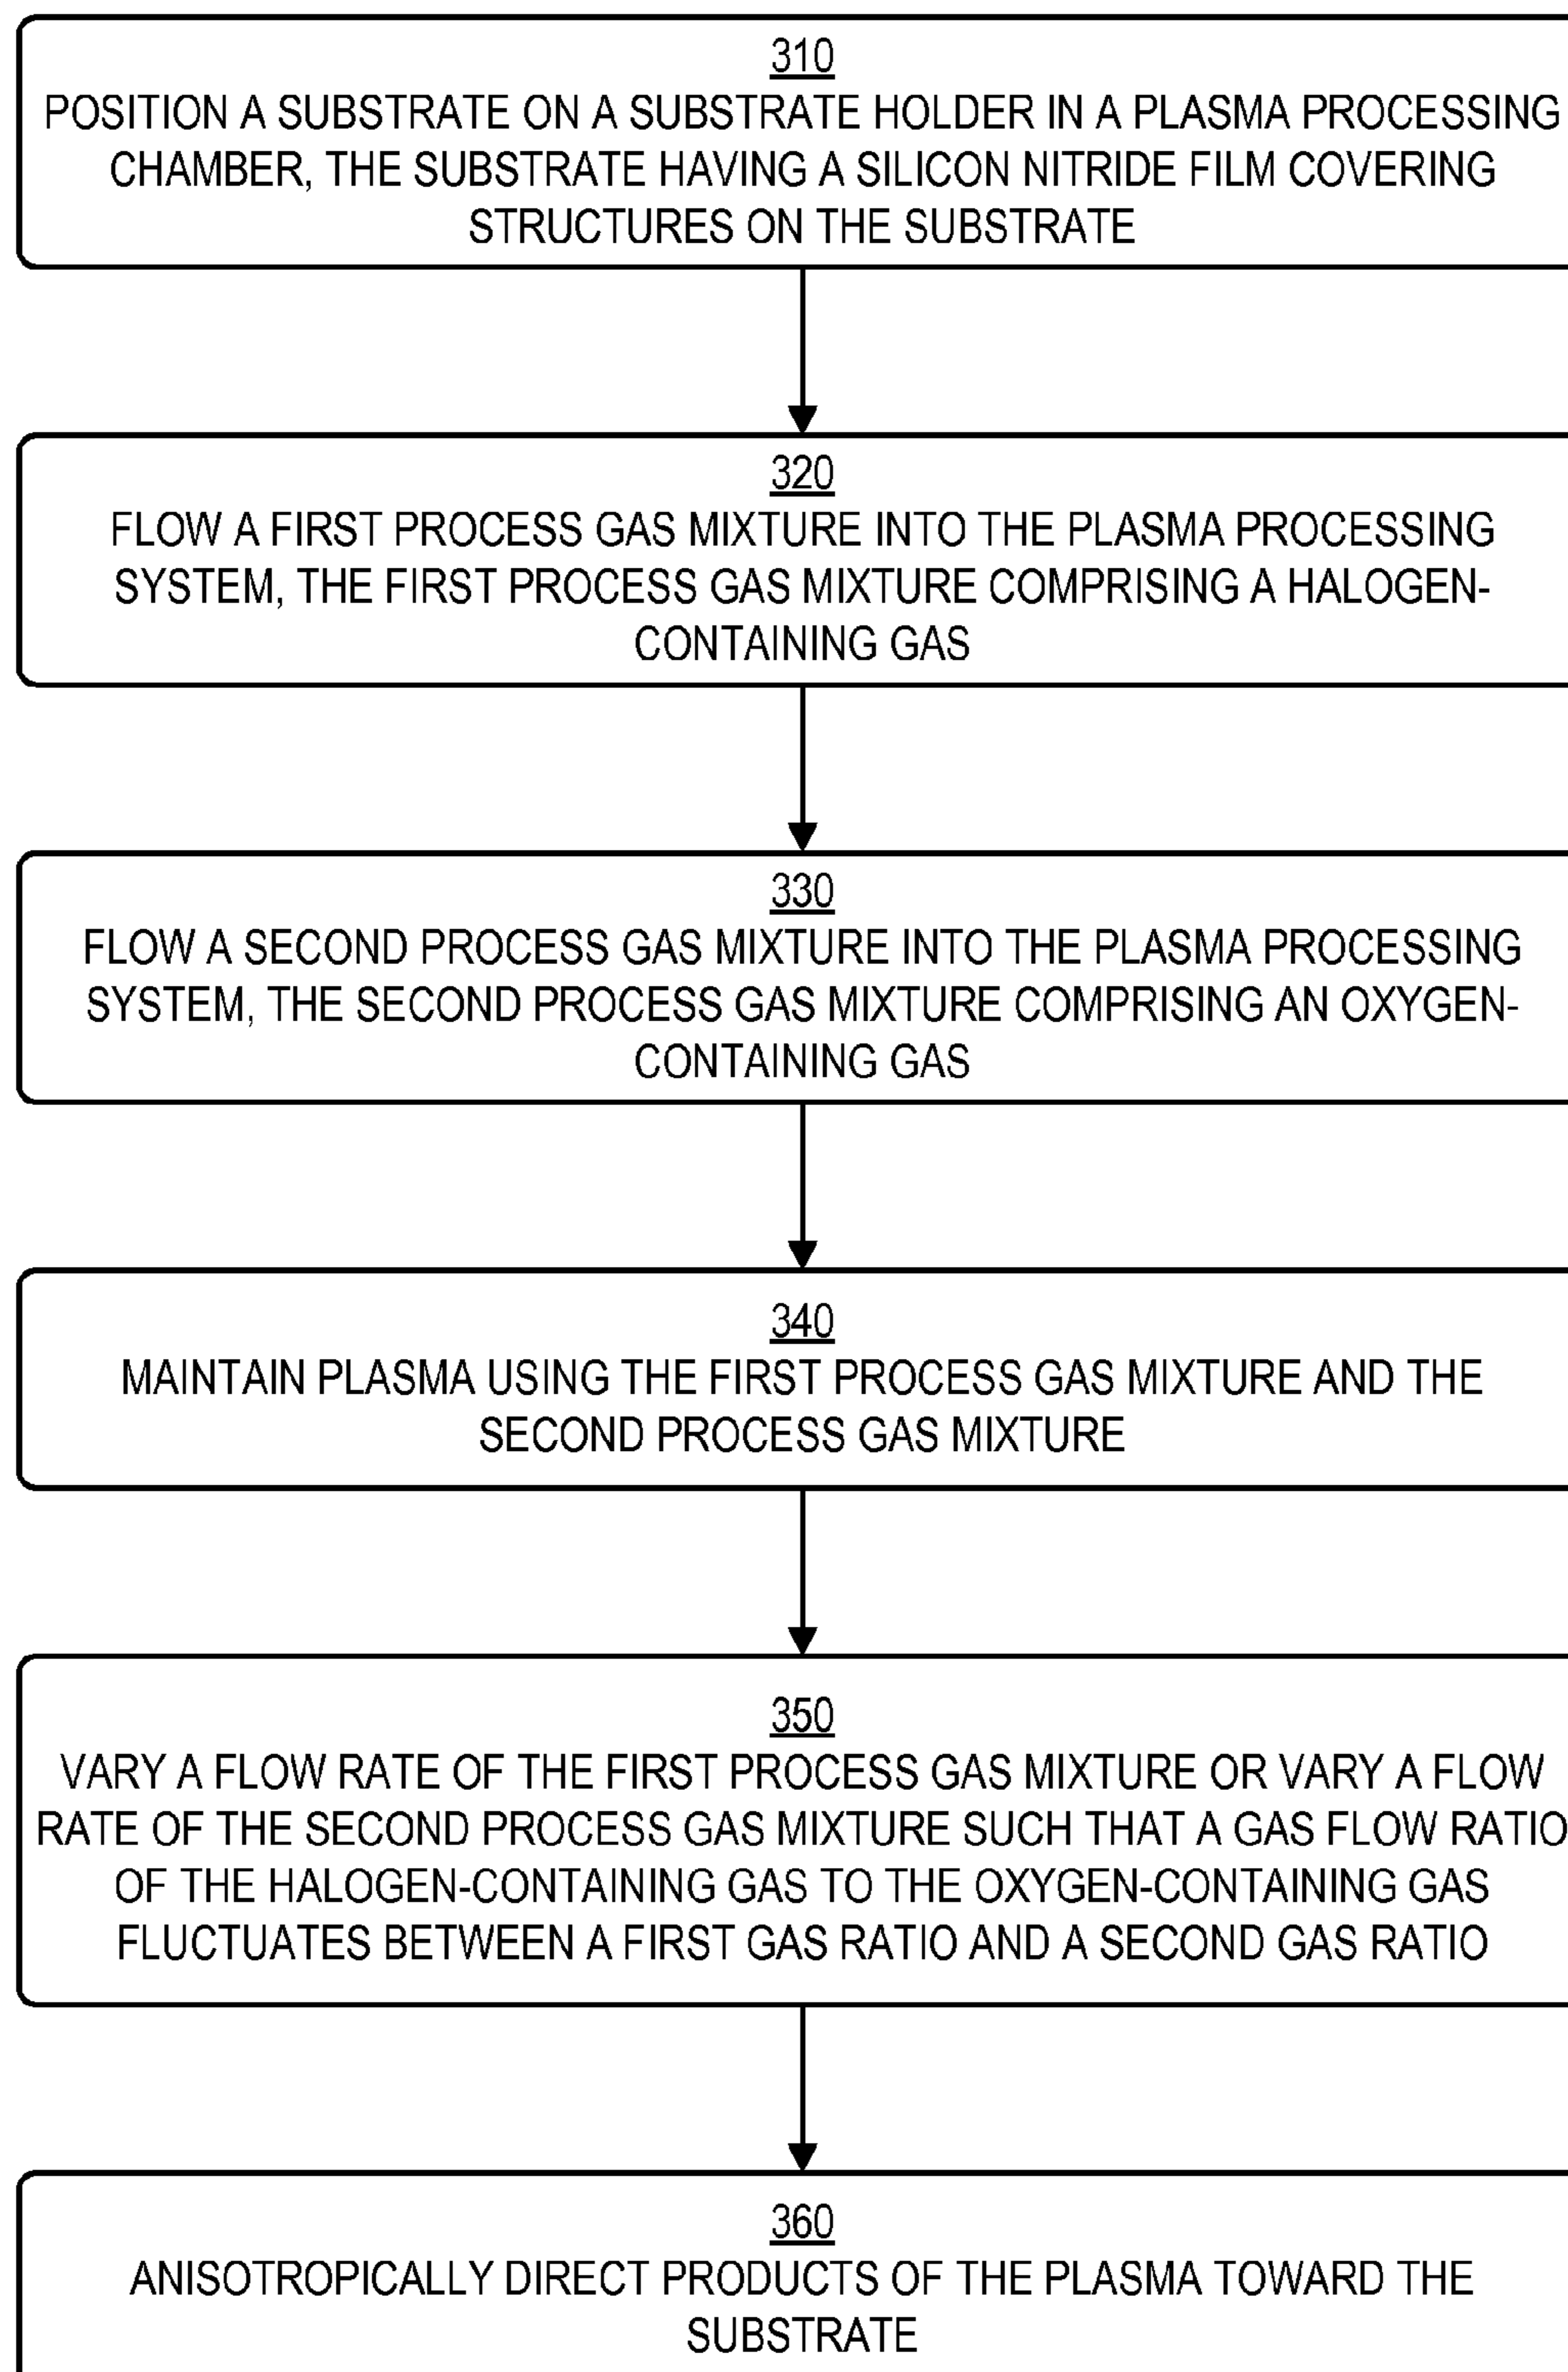 310
POSITION A SUBSTRATE ON A SUBSTRATE HOLDER IN A PLASMA PROCESSING
CHAMBER, THE SUBSTRATE HAVING A SILICON NITRIDE FILM COVERING
STRUCTURES ON THE SUBSTRATE
320
FLOW A FIRST PROCESS GAS MIXTURE INTO THE PLASMA PROCESSING
SYSTEM, THE FIRST PROCESS GAS MIXTURE COMPRISING A HALOGEN-
CONTAINING GAS
330
FLOW A SECOND PROCESS GAS MIXTURE INTO THE PLASMA PROCESSING
SYSTEM, THE SECOND PROCESS GAS MIXTURE COMPRISING AN OXYGEN-
CONTAINING GAS
340
MAINTAIN PLASMA USING THE FIRST PROCESS GAS MIXTURE AND THE
SECOND PROCESS GAS MIXTURE
350
VARY A FLOW RATE OF THE FIRST PROCESS GAS MIXTURE OR VARY A FLOW
RATE OF THE SECOND PROCESS GAS MIXTURE SUCH THAT A GAS FLOW RATIO
OF THE HALOGEN-CONTAINING GAS TO THE OXYGEN-CONTAINING GAS
FLUCTUATES BETWEEN A FIRST GAS RATIO AND A SECOND GAS RATIO
360
ANISOTROPICALLY DIRECT PRODUCTS OF THE PLASMA TOWARD THE
SUBSTRATE